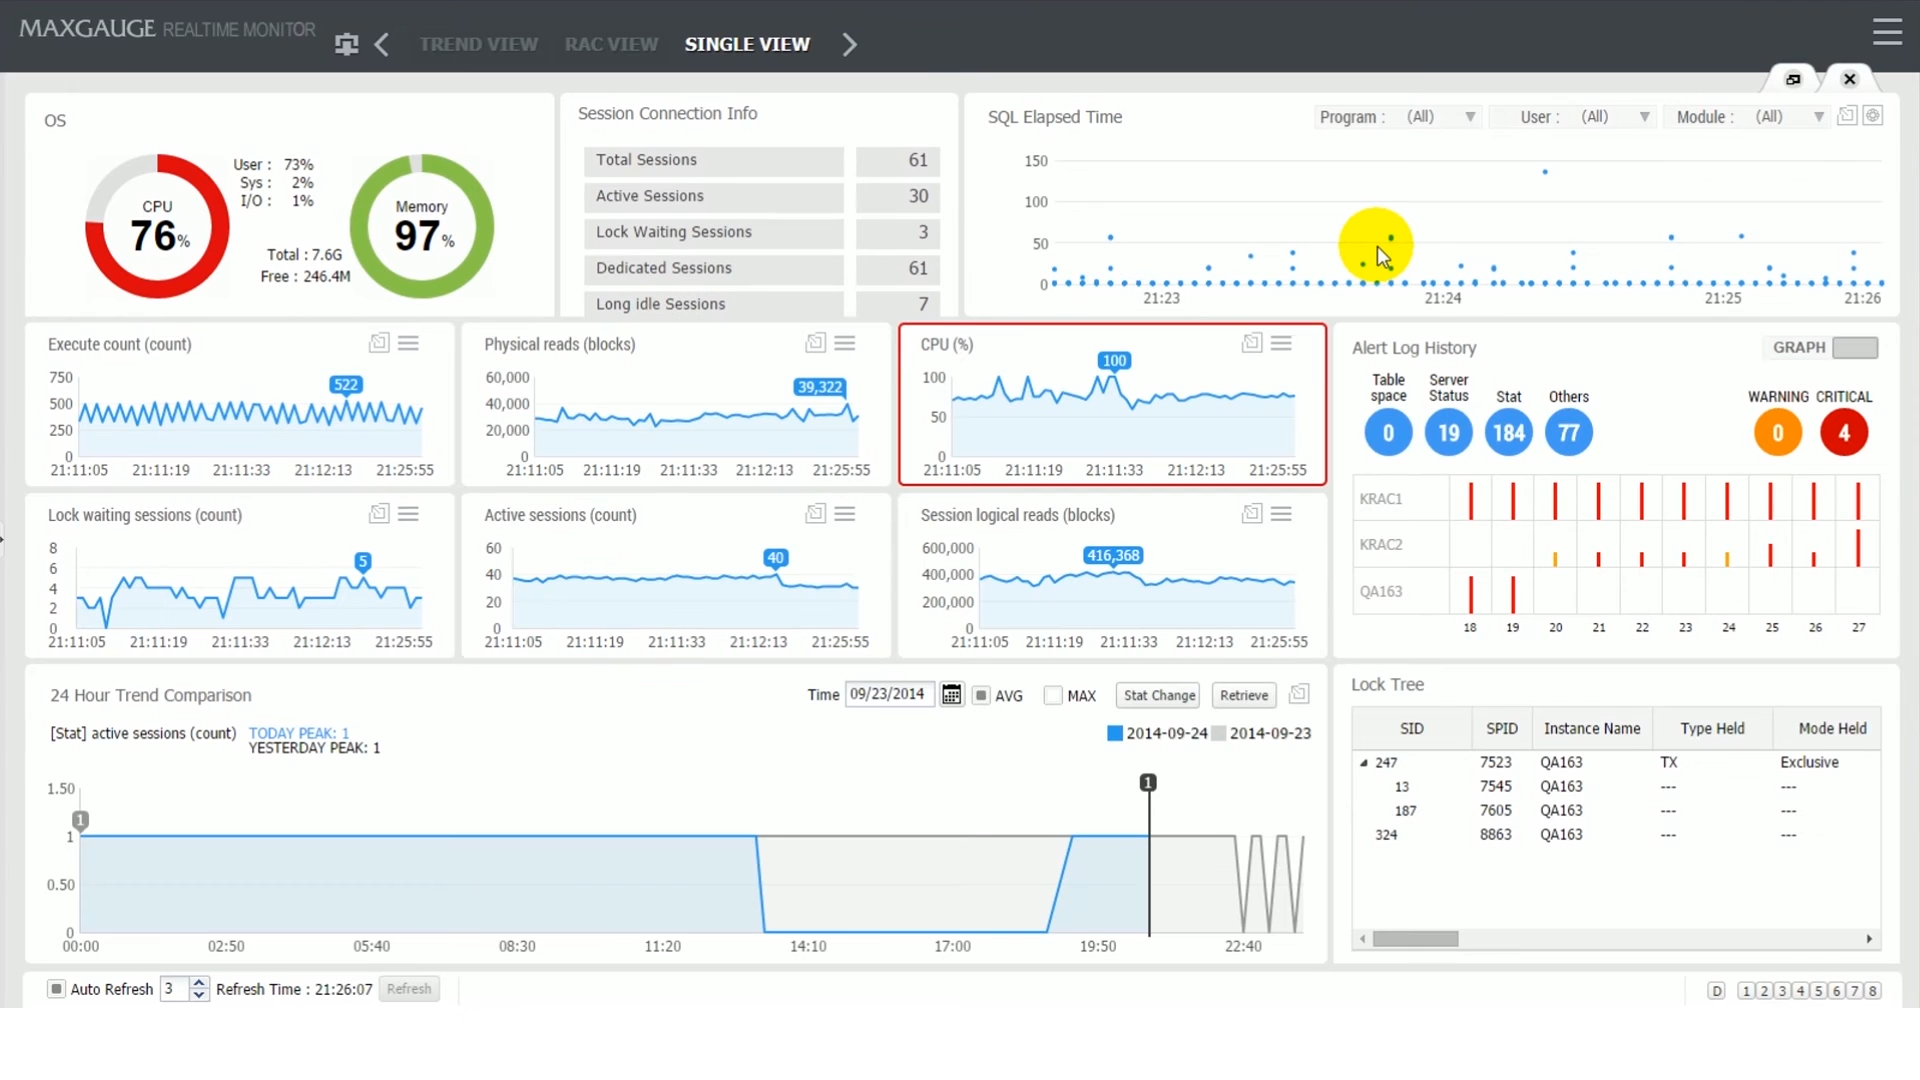 MAXGAUGE REALTIME MONITOR
TREND VIEW RAC VIEW SINGLE VIEW
OS
CPU
76%
User : 73%
Sys : 2%
I/O : 1%
Total : 7.6G
Free : 246.4M
Memory
97%
Session Connection Info
Total Sessions 61
Active Sessions 30
Lock Waiting Sessions 3
Dedicated Sessions 61
Long idle Sessions 7
SQL Elapsed Time
Program : (All) User : (All) Module : (All)
150
100
50
0
21:23 21:24 21:25 21:26
Execute count (count)
750
500
250
0
522
21:11:05 21:11:19 21:11:33 21:12:13 21:25:55
Physical reads (blocks)
60,000
40,000
20,000
0
39,322
21:11:05 21:11:19 21:11:33 21:12:13 21:25:55
CPU (%)
100
50
0
100
21:11:05 21:11:19 21:11:33 21:12:13 21:25:55
Alert Log History
GRAPH
Table space Server Status Stat Others
0 19 184 77
WARNING CRITICAL
0 4
KRAC1
KRAC2
QA163
18 19 20 21 22 23 24 25 26 27
Lock waiting sessions (count)
8
6
4
2
0
5
21:11:05 21:11:19 21:11:33 21:12:13 21:25:55
Active sessions (count)
60
40
20
0
40
21:11:05 21:11:19 21:11:33 21:12:13 21:25:55
Session logical reads (blocks)
600,000
400,000
200,000
0
416,368
21:11:05 21:11:19 21:11:33 21:12:13 21:25:55
24 Hour Trend Comparison
Time 09/23/2014 AVG MAX Stat Change Retrieve
[Stat] active sessions (count) TODAY PEAK: 1
YESTERDAY PEAK: 1
2014-09-24 2014-09-23
1.50
1
0.50
0
1
1
00:00 02:50 05:40 08:30 11:20 14:10 17:00 19:50 22:40
Lock Tree
SID SPID Instance Name Type Held Mode Held
247 7523 QA163 TX Exclusive
13 7545 QA163 --- ---
187 7605 QA163 --- ---
324 8863 QA163 --- ---
Auto Refresh 3 Refresh Time : 21:26:07 Refresh
D 1 2 3 4 5 6 7 8